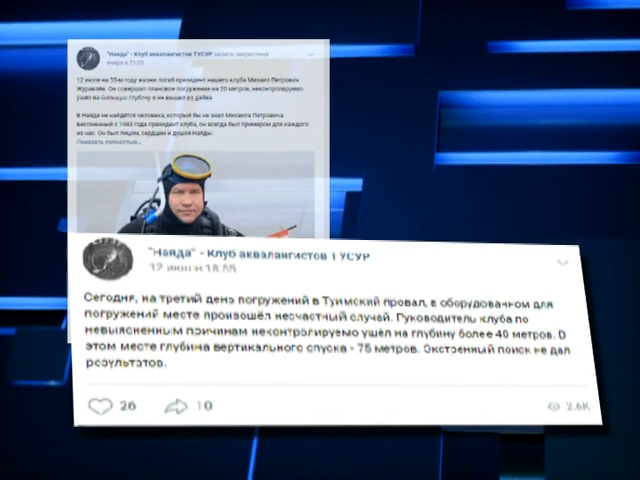 "Наяда" - Клуб аквалангистов ТУСУР запись закреплена
вчера в 21:05
12 июля на 55-м году жизни погиб президент нашего клуба Михаил Петрович
Журавлёв. Он совершал плановое погружение на 20 метров, неконтролируемо
ушёл на большую глубину и не вышел из дайва.
В Наяде не найдётся человека, который бы не знал Михаила Петровича.
Бессменный с 1983 года президент клуба, он всегда был примером для каждого
из нас. Он был лицом, сердцем и душой Наяды.
Показать полностью...
"Наяда" - Клуб аквалангистов ТУСУР
12 июл в 18:55
Сегодня, на третий день погружений в Туимский провал, в оборудованном для
погружений месте произошёл несчастный случай. Руководитель клуба по
невыясненным причинам неконтролируемо ушёл на глубину более 40 метров. В
этом месте глубина вертикального спуска - 75 метров. Экстренный поиск не дал
результатов.
26 10 2.6K